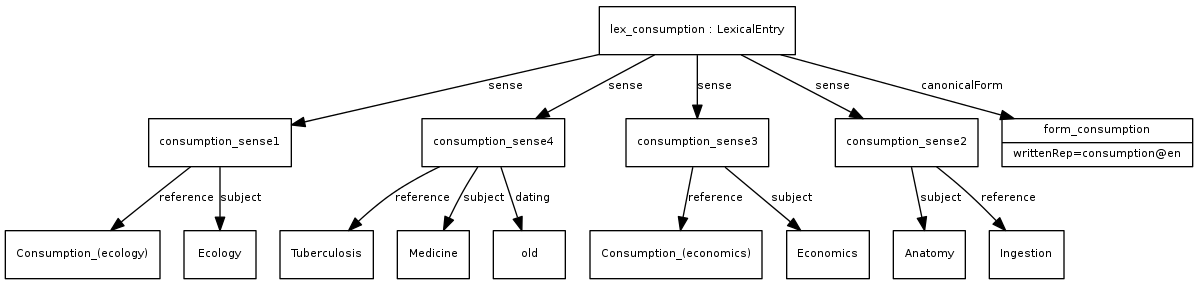 lex_consumption : LexicalEntry
sense
sense
sense
sense
canonicalForm
consumption_sense1
consumption_sense4
consumption_sense3
consumption_sense2
form_consumption
writtenRep=consumption@en
reference
subject
reference
subject
dating
reference
subject
subject
reference
Consumption_(ecology)
Ecology
Tuberculosis
Medicine
old
Consumption_(economics)
Economics
Anatomy
Ingestion